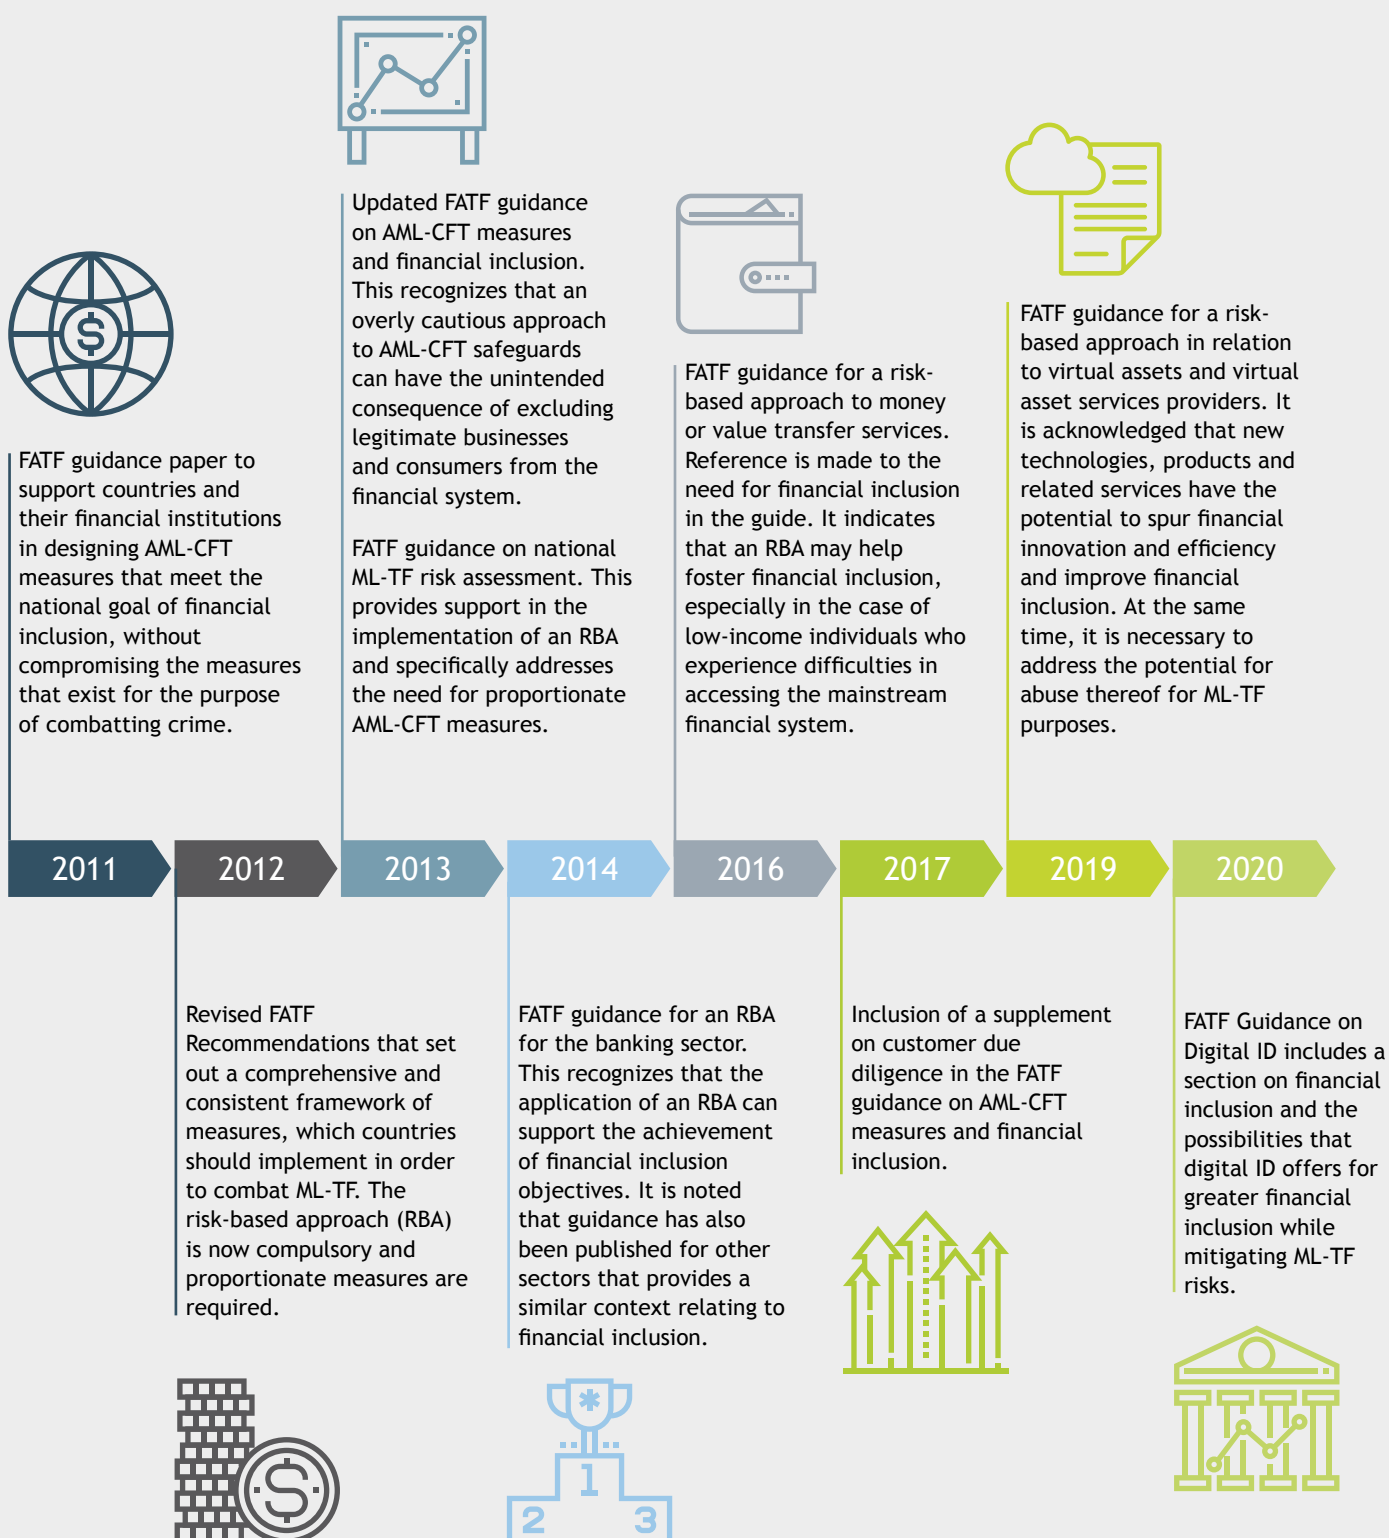 Updated FATF guidance
on AML-CFT measures
and financial inclusion.
This recognizes that an
overly cautious approach
to AML-CFT safeguards
can have the unintended
consequence of excluding
legitimate businesses
and consumers from the
financial system.
FATF guidance on national
ML-TF risk assessment. This
provides support in the
implementation of an RBA
and specifically addresses
the need for proportionate
AML-CFT measures.
FATF guidance for a risk-
based approach in relation
to virtual assets and virtual
asset services providers. It
is acknowledged that new
technologies, products and
related services have the
potential to spur financial
innovation and efficiency
and improve financial
inclusion. At the same
time, it is necessary to
address the potential for
abuse thereof for ML-TF
purposes.
FATF guidance for a risk-
based approach to money
or value transfer services.
Reference is made to the
need for financial inclusion
in the guide. It indicates
that an RBA may help
foster financial inclusion,
especially in the case of
low-income individuals who
experience difficulties in
accessing the mainstream
financial system.
$
FATF guidance paper to
support countries and
their financial institutions
in designing AML-CFT
measures that meet the
national goal of financial
inclusion, without
compromising the measures
that exist for the purpose
of combatting crime.
2011
2012
2013
2014
2016
2017
2019
2020
Revised FATF
Recommendations that set
out a comprehensive and
consistent framework of
measures, which countries
should implement in order
to combat ML-TF. The
risk-based approach (RBA)
is now compulsory and
proportionate measures are
required.
FATF guidance for an RBA
for the banking sector.
This recognizes that the
application of an RBA can
support the achievement
of financial inclusion
objectives. It is noted
that guidance has also
been published for other
sectors that provides a
similar context relating to
financial inclusion.
Inclusion of a supplement
on customer due
diligence in the FATF
guidance on AML-CFT
measures and financial
inclusion.
FATF Guidance on
Digital ID includes a
section on financial
inclusion and the
possibilities that
digital ID offers for
greater financial
inclusion while
mitigating ML-TF
risks.
$
*
1
2
3